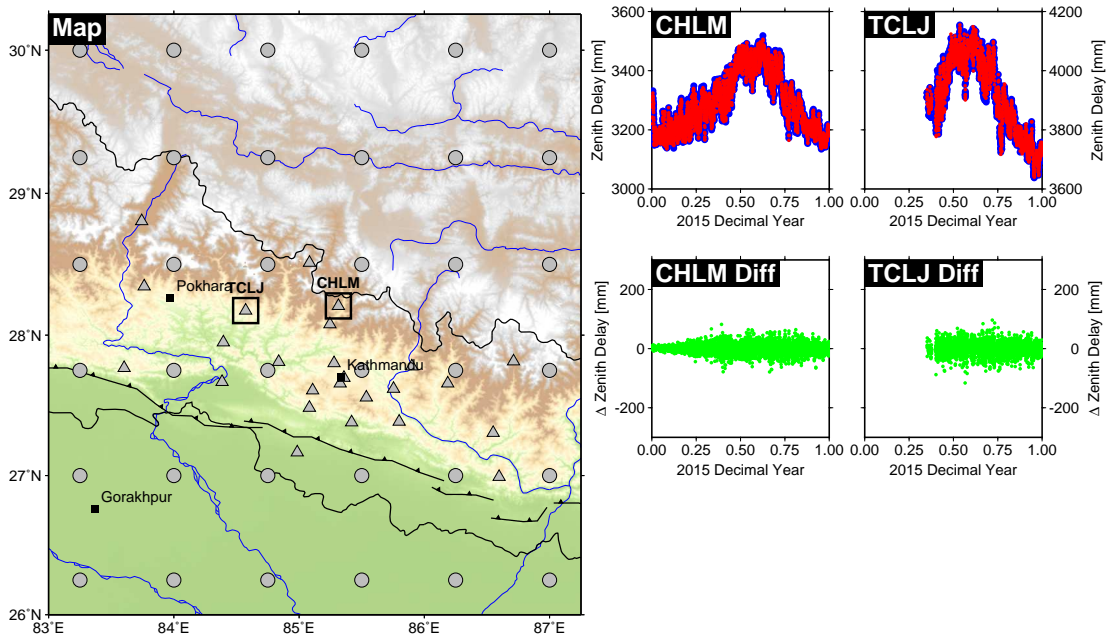 Map
30°N
29°N
28°N
27°N
26°N
83°E
84°E
85°E
86°E
87°E
Pokhara
TCLJ
CHLM
Kathmandu
Gorakhpur
CHLM
3600
3400
3200
3000
Zenith Delay [mm]
0.00 0.25 0.50 0.75 1.00
2015 Decimal Year
TCLJ
4200
4000
3800
3600
Zenith Delay [mm]
0.00 0.25 0.50 0.75 1.00
2015 Decimal Year
CHLM Diff
200
0
-200
Δ Zenith Delay [mm]
0.00 0.25 0.50 0.75 1.00
2015 Decimal Year
TCLJ Diff
200
0
-200
Δ Zenith Delay [mm]
0.00 0.25 0.50 0.75 1.00
2015 Decimal Year